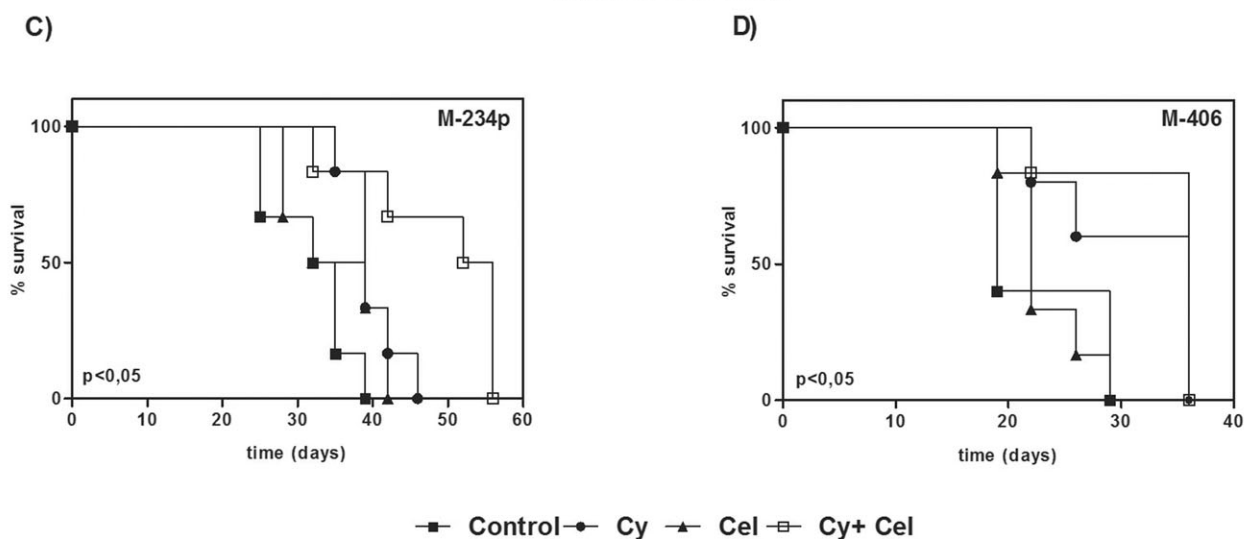 C)
M-234p
100
50
0
% survival
p<0,05
0 10 20 30 40 50 60
time (days)
D)
M-406
100
50
0
% survival
p<0,05
0 10 20 30 40
time (days)
Control Cy Cel Cy+ Cel